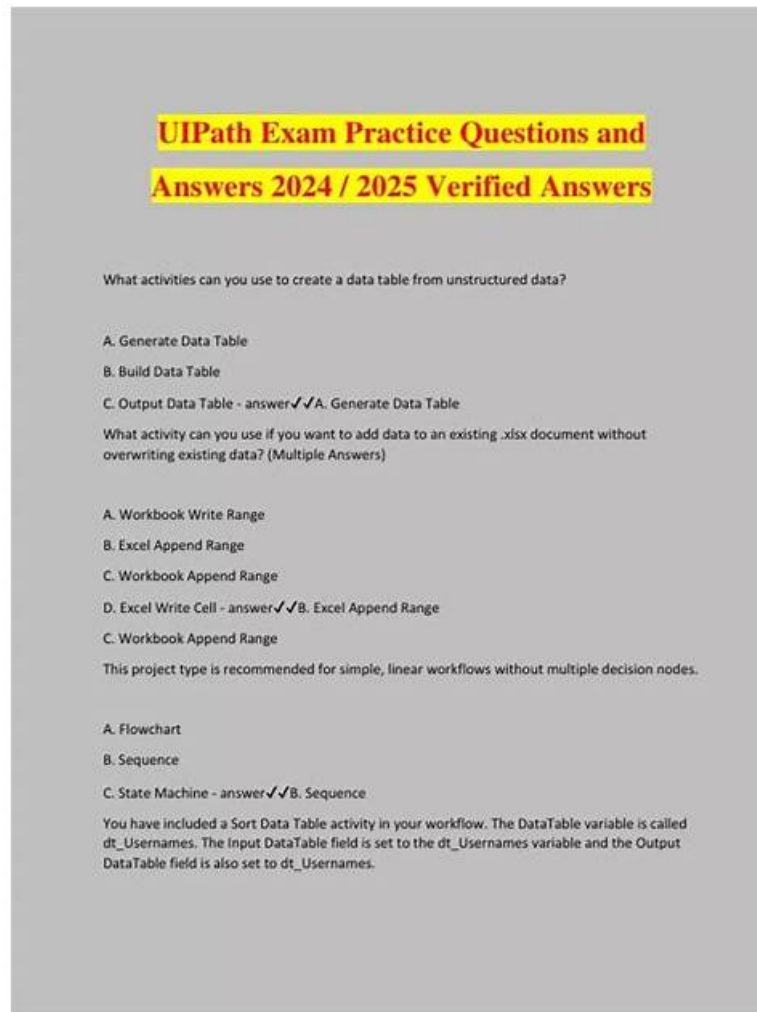 UIPath Exam Practice Questions and
Answers 2024 / 2025 Verified Answers
What activities can you use to create a data table from unstructured data?
A. Generate Data Table
B. Build Data Table
C. Output Data Table - answer✓✓A. Generate Data Table
What activity can you use if you want to add data to an existing .xlsx document without
overwriting existing data? (Multiple Answers)
A. Workbook Write Range
B. Excel Append Range
C. Workbook Append Range
D. Excel Write Cell - answer✓✓B. Excel Append Range
C. Workbook Append Range
This project type is recommended for simple, linear workflows without multiple decision nodes.
A. Flowchart
B. Sequence
C. State Machine - answer✓✓B. Sequence
You have included a Sort Data Table activity in your workflow. The DataTable variable is called
dt_Usernames. The Input DataTable field is set to the dt_Usernames variable and the Output
DataTable field is also set to dt_Usernames.